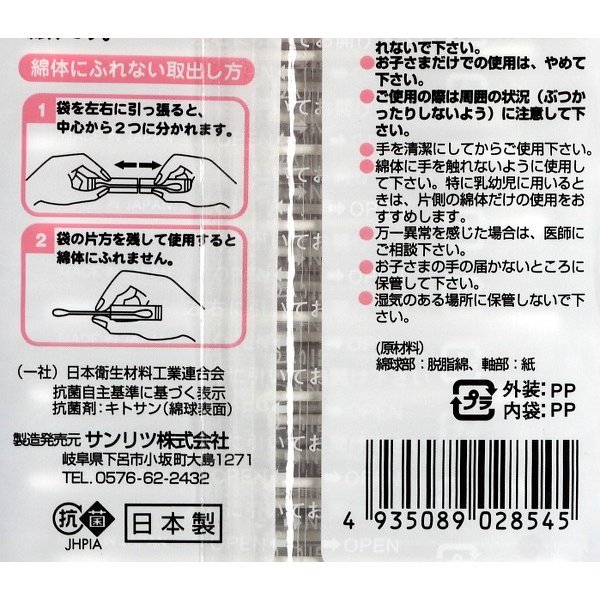 綿体にふれない取出し方
1 袋を左右に引っ張ると、
中心から2つに分かれます。
2 袋の片方を残して使用すると
綿体にふれません。
(一社)日本衛生材料工業連合会
抗菌自主基準に基づく表示
抗菌剤:キトサン(綿球表面)
製造発売元 サンリツ株式会社
岐阜県下呂市小坂町大島1271
TEL.0576-62-2432
抗菌
JHPIA
日本製
れないで下さい。
●お子さまだけでの使用は、やめて
下さい。
●ご使用の際は周囲の状況(ぶつか
ったりしないよう)に注意して下
さい。
●手を清潔にしてからご使用下さい。
●綿体に手を触れないように使用し
て下さい。特に乳幼児に用いると
きは、片側の綿体だけの使用をお
すすめします。
●万一異常を感じた場合は、医師に
ご相談下さい。
●お子さまの手の届かないところに
保管して下さい。
●湿気のある場所に保管しないで下
さい。
(原材料)
綿球部:脱脂綿、軸部:紙
プラ
外装:PP
内袋:PP
4 935089 028545
OPEN